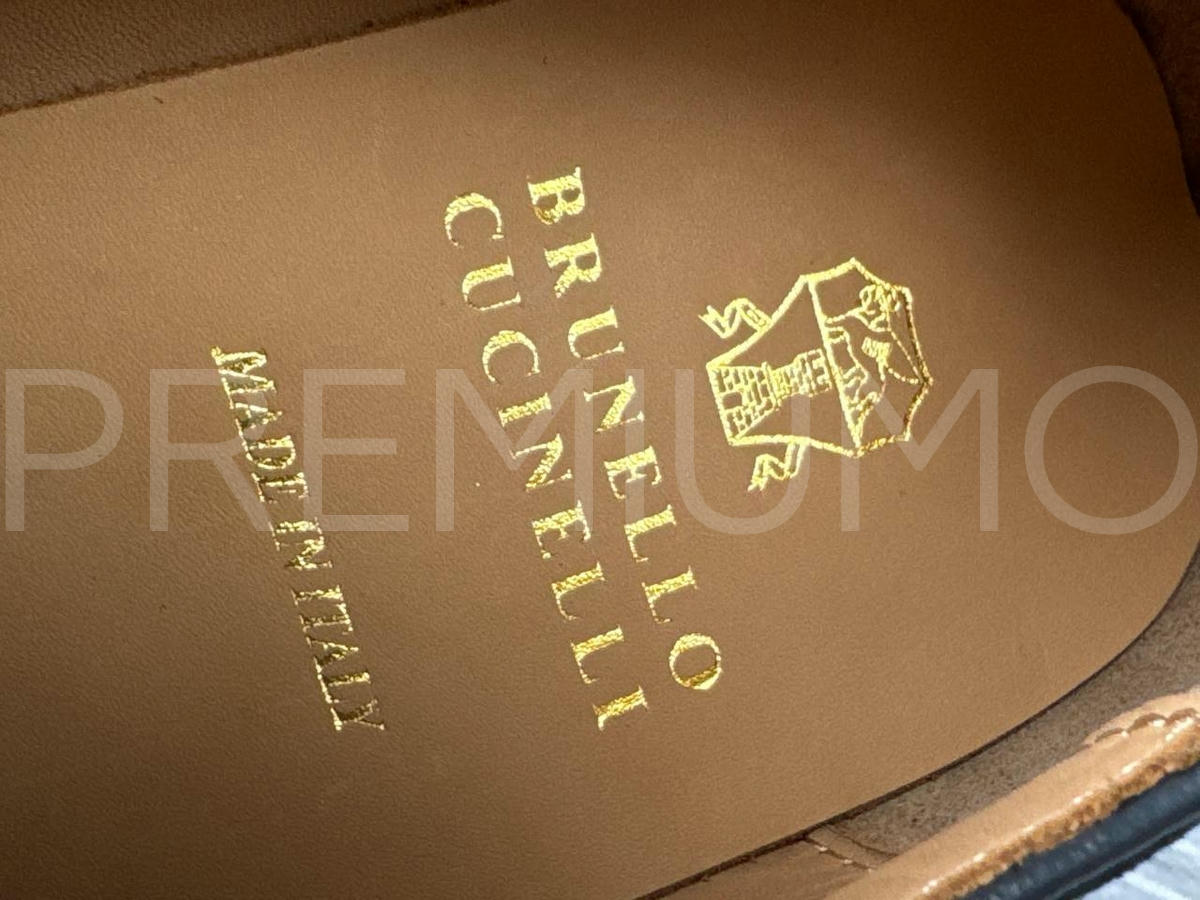 BRUNELLO
CUCINELLI
MADE IN ITALY
PREMIUMO